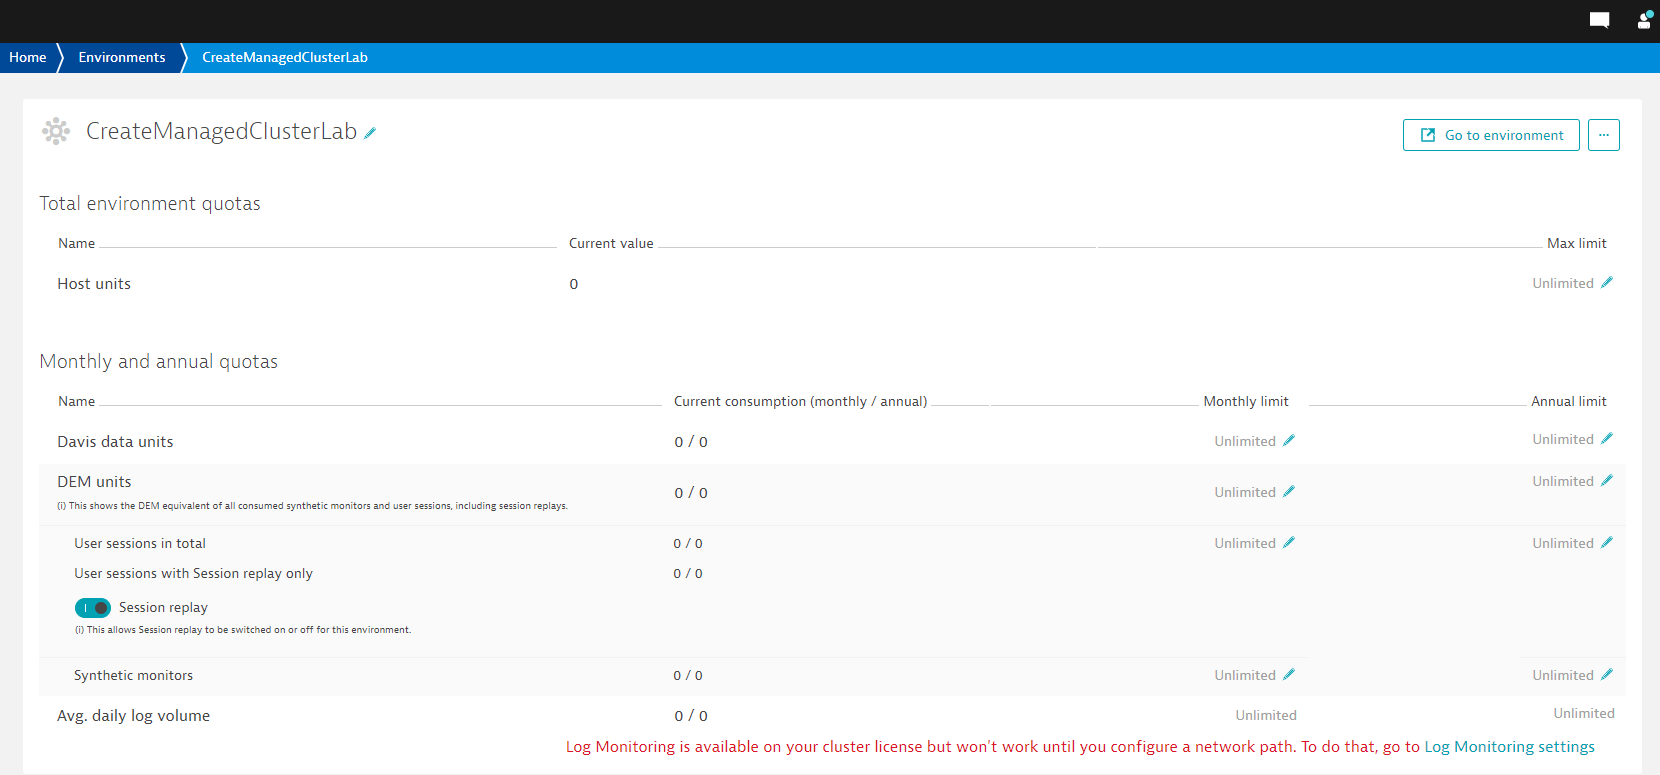 Home Environments CreateManagedClusterLab
CreateManagedClusterLab
Go to environment ...
Total environment quotas
Name Current value Max limit
Host units 0 Unlimited
Monthly and annual quotas
Name Current consumption (monthly / annual) Monthly limit Annual limit
Davis data units 0 / 0 Unlimited Unlimited
DEM units 0 / 0 Unlimited Unlimited
(i) This shows the DEM equivalent of all consumed synthetic monitors and user sessions, including session replays.
User sessions in total 0 / 0 Unlimited Unlimited
User sessions with Session replay only 0 / 0
Session replay
(i) This allows Session replay to be switched on or off for this environment.
Synthetic monitors 0 / 0 Unlimited Unlimited
Avg. daily log volume 0 / 0 Unlimited Unlimited
Log Monitoring is available on your cluster license but won't work until you configure a network path. To do that, go to Log Monitoring settings